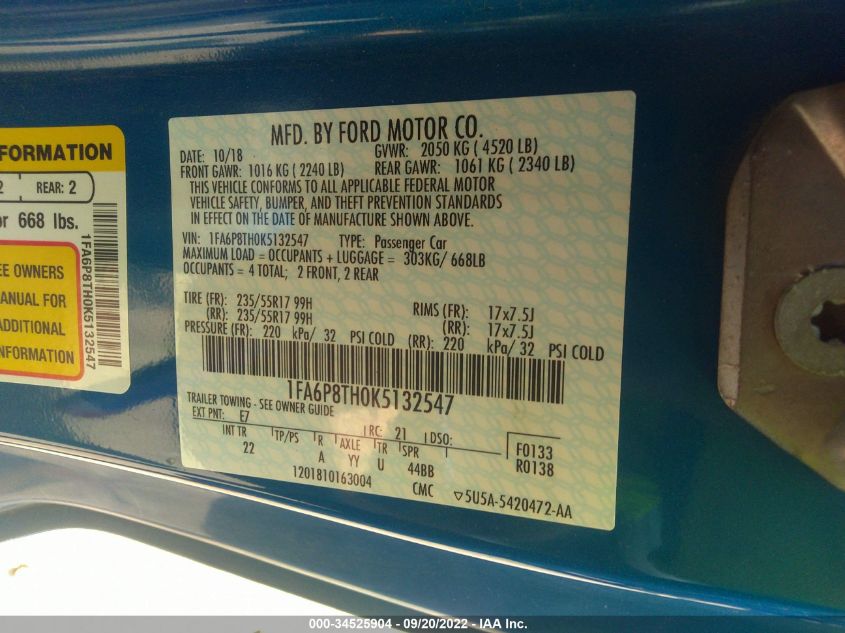 FORMATION
2 REAR: 2
or 668 lbs.
EE OWNERS
ANUAL FOR
ADDITIONAL
NFORMATION
1FA6P8TH0K5132547
MFD. BY FORD MOTOR CO.
DATE: 10/18 GVWR: 2050 KG ( 4520 LB)
FRONT GAWR: 1016 KG ( 2240 LB) REAR GAWR: 1061 KG ( 2340 LB)
THIS VEHICLE CONFORMS TO ALL APPLICABLE FEDERAL MOTOR
VEHICLE SAFETY, BUMPER, AND THEFT PREVENTION STANDARDS
IN EFFECT ON THE DATE OF MANUFACTURE SHOWN ABOVE.
VIN: 1FA6P8TH0K5132547 TYPE: Passenger Car
MAXIMUM LOAD = OCCUPANTS + LUGGAGE = 303KG/ 668LB
OCCUPANTS = 4 TOTAL; 2 FRONT, 2 REAR
TIRE (FR): 235/55R17 99H RIMS (FR): 17x7.5J
(RR): 235/55R17 99H (RR): 17x7.5J
PRESSURE (FR): 220 kPa/ 32 PSI COLD (RR): 220 kPa/ 32 PSI COLD
1FA6P8TH0K5132547
TRAILER TOWING - SEE OWNER GUIDE
EXT PNT: E7 RC: 21 DSO:
INT TR TP/PS R AXLE TR SPR F0133
22 A YY U 44BB R0138
1201810163004 CMC ▽5U5A-5420472-AA
000-34525904 - 09/20/2022 - IAA Inc.